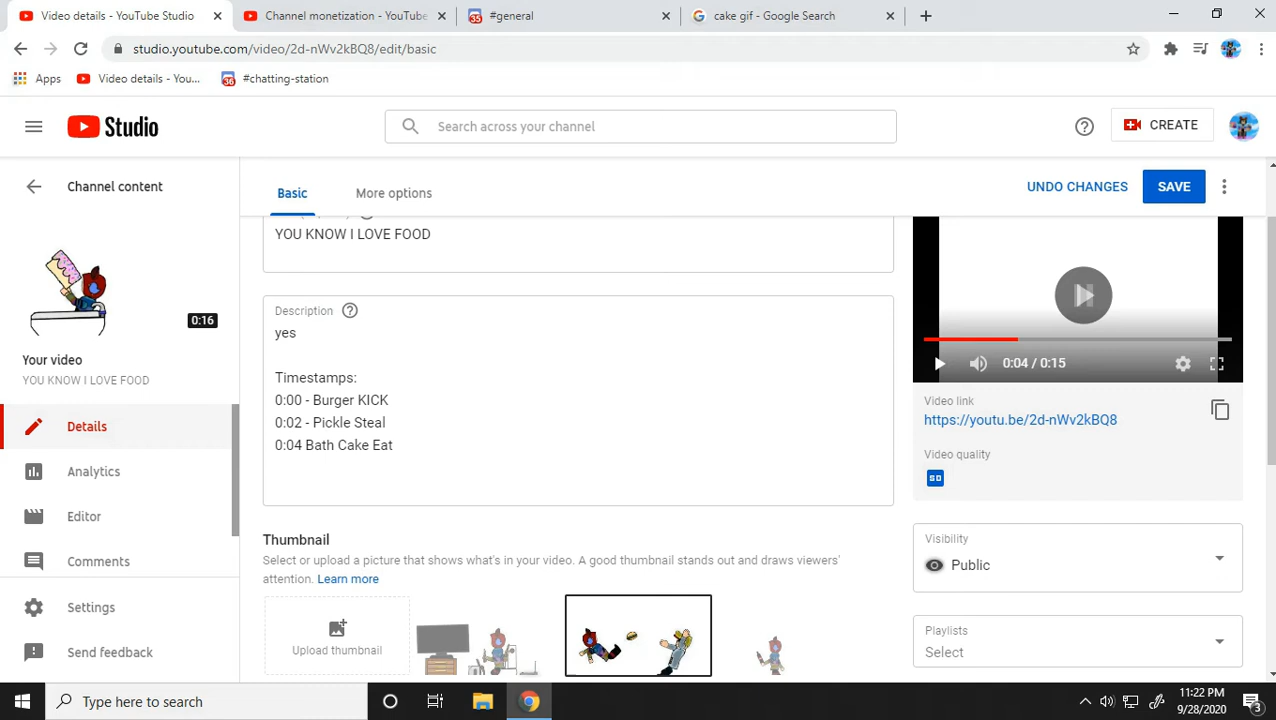 Video details - YouTube Studio
Channel monetization - YouTube
35 #general
cake gif - Google Search
studio.youtube.com/video/2d-nWv2kBQ8/edit/basic
Apps
Video details - You...
36 #chatting-station
Studio
Search across your channel
CREATE
Channel content
Basic
More options
UNDO CHANGES
SAVE
YOU KNOW I LOVE FOOD
0:16
Your video
YOU KNOW I LOVE FOOD
Details
Analytics
Editor
Comments
Settings
Send feedback
Description
yes
Timestamps:
0:00 - Burger KICK
0:02 - Pickle Steal
0:04 Bath Cake Eat
Thumbnail
Select or upload a picture that shows what's in your video. A good thumbnail stands out and draws viewers'
attention. Learn more
Upload thumbnail
0:04 / 0:15
Video link
https://youtu.be/2d-nWv2kBQ8
Video quality
SD
Visibility
Public
Playlists
Select
Type here to search
11:22 PM
9/28/2020
3